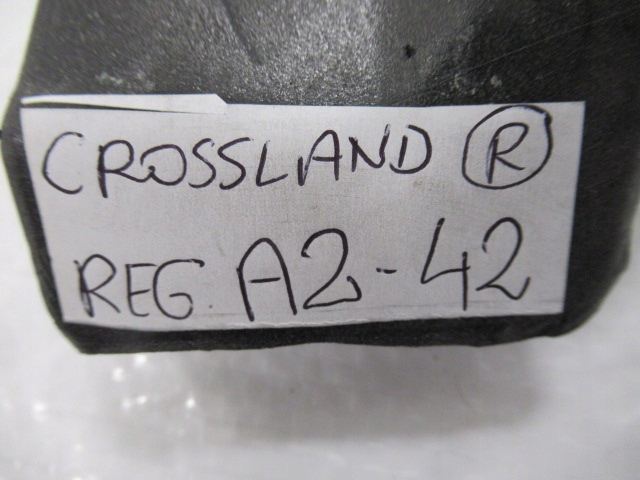 CROSSLAND Ⓡ
REG. A2-42